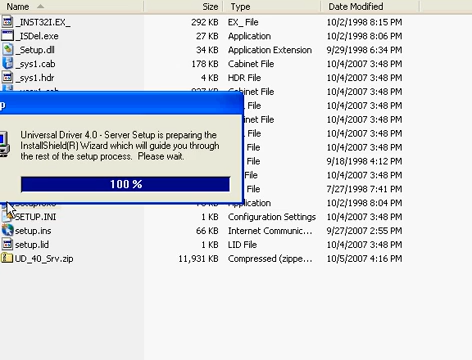 Name Size Type Date Modified
_INST32I.EX_ 292 KB EX_ File 10/2/1998 8:15 PM
_ISDel.exe 27 KB Application 10/2/1998 8:06 PM
_Setup.dll 34 KB Application Extension 9/29/1998 6:34 PM
_sys1.cab 178 KB Cabinet File 10/4/2007 3:48 PM
_sys1.hdr 4 KB HDR File 10/4/2007 3:48 PM
Cabinet File 10/4/2007 3:48 PM
10/4/2007 3:48 PM
10/4/2007 3:48 PM
10/4/2007 3:48 PM
File 10/4/2007 3:48 PM
File 9/18/1998 4:12 PM
File 10/4/2007 3:48 PM
File 7/27/1998 7:41 PM
Application 10/2/1998 8:04 PM
Universal Driver 4.0 - Server Setup is preparing the
InstallShield(R) Wizard which will guide you through
the rest of the setup process. Please wait.
100 %
SETUP.INI 1 KB Configuration Settings 10/4/2007 3:48 PM
setup.ins 66 KB Internet Communic... 9/27/2007 2:55 PM
setup.lid 1 KB LID File 10/4/2007 3:48 PM
UD_40_Srv.zip 11,931 KB Compressed (zippe... 10/5/2007 4:16 PM